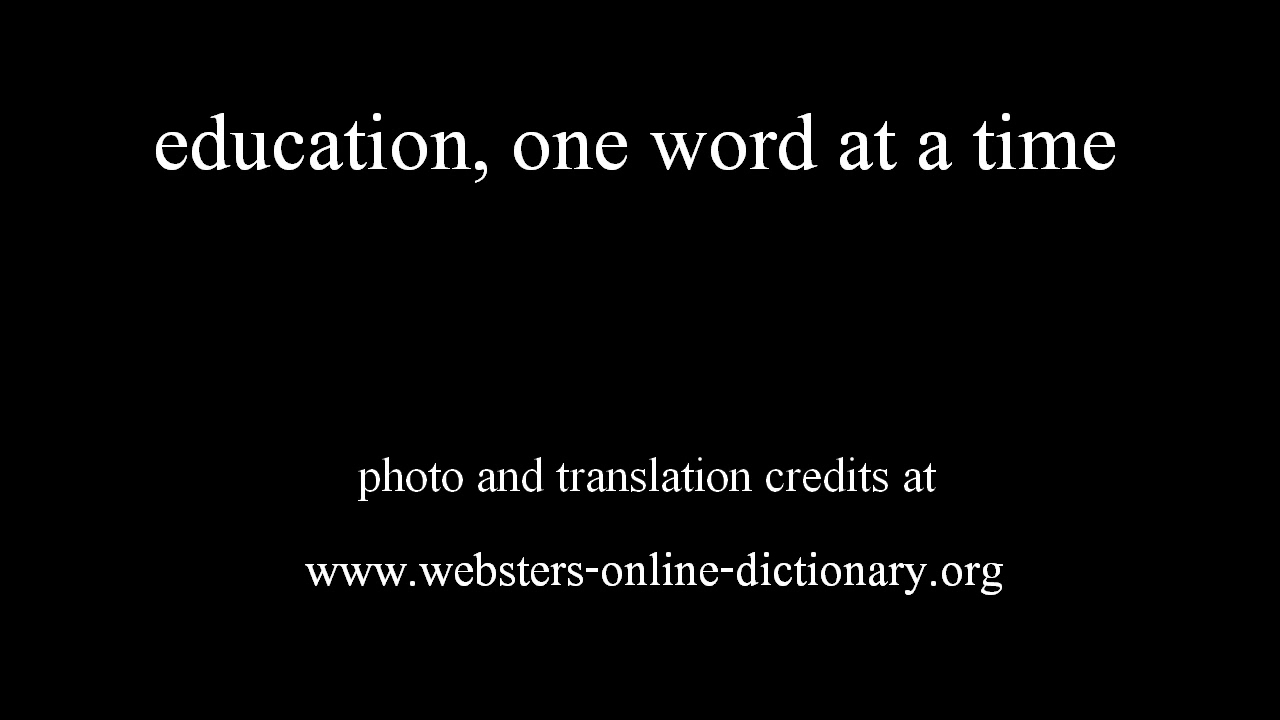 education, one word at a time
photo and translation credits at
www.websters-online-dictionary.org